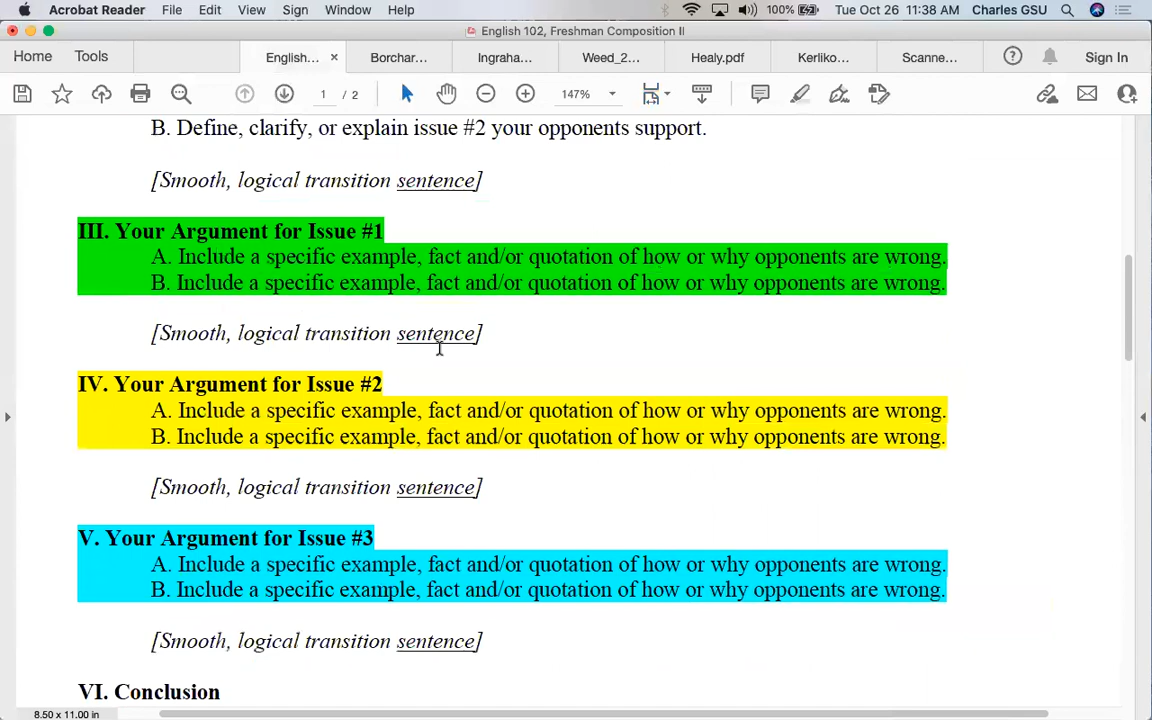 Acrobat Reader File Edit View Sign Window Help 100% Tue Oct 26 11:38 AM Charles GSU
English 102, Freshman Composition II
Home Tools English... × Borchar... Ingraha... Weed_2... Healy.pdf Kerliko... Scanne... Sign In
1 / 2 147%
B. Define, clarify, or explain issue #2 your opponents support.
[Smooth, logical transition sentence]
III. Your Argument for Issue #1
A. Include a specific example, fact and/or quotation of how or why opponents are wrong.
B. Include a specific example, fact and/or quotation of how or why opponents are wrong.
[Smooth, logical transition sentence]
IV. Your Argument for Issue #2
A. Include a specific example, fact and/or quotation of how or why opponents are wrong.
B. Include a specific example, fact and/or quotation of how or why opponents are wrong.
[Smooth, logical transition sentence]
V. Your Argument for Issue #3
A. Include a specific example, fact and/or quotation of how or why opponents are wrong.
B. Include a specific example, fact and/or quotation of how or why opponents are wrong.
[Smooth, logical transition sentence]
VI. Conclusion
8.50 x 11.00 in